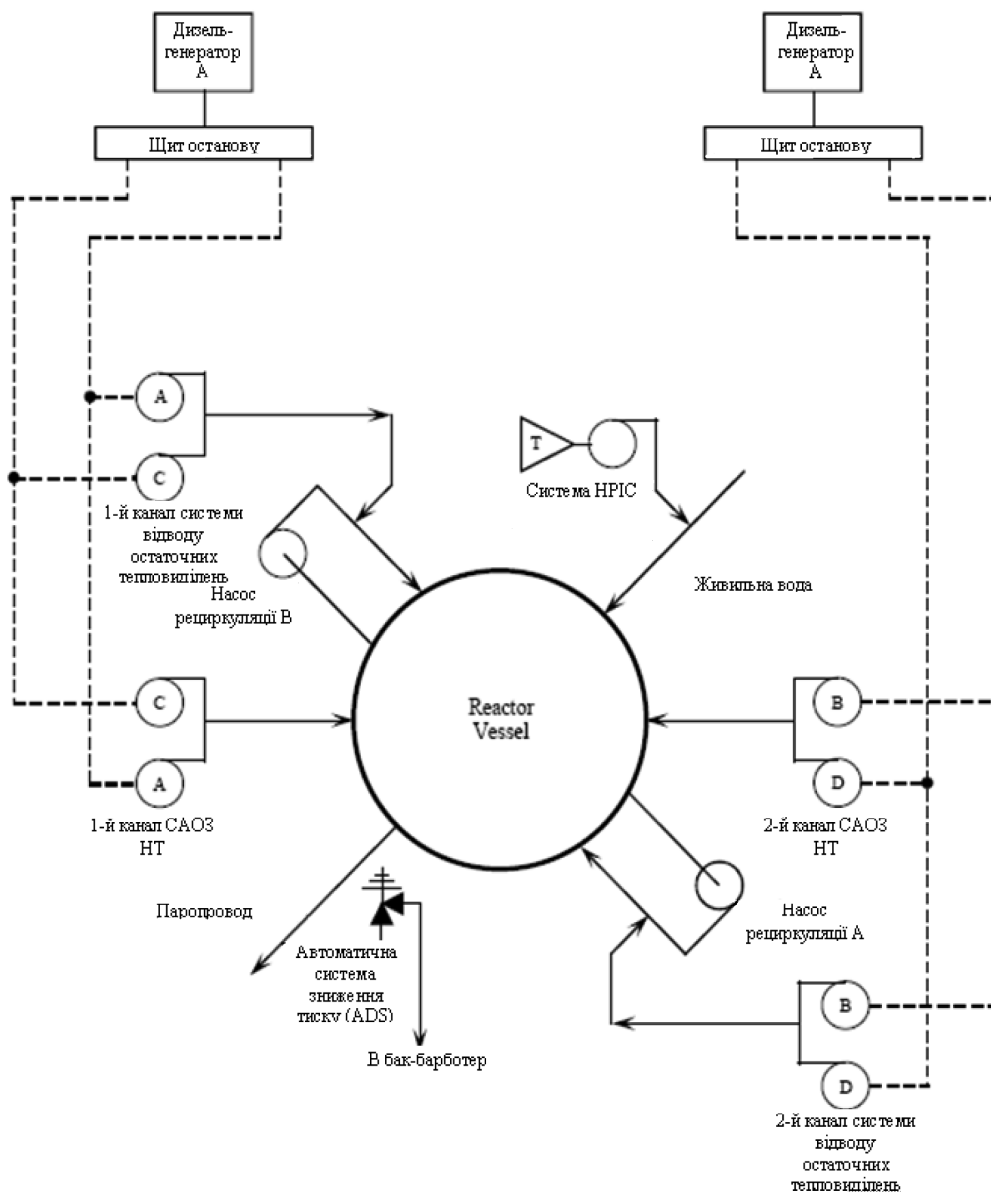 Дизель-
генератор
А
Дизель-
генератор
А
Щит останову
Щит останову
A
C
1-й канал системи
відводу
остаточних
тепловиділень
T
Система HPIC
Насос
рециркуляції В
Живильна вода
Reactor
Vessel
C
A
1-й канал САОЗ
НТ
B
D
2-й канал САОЗ
НТ
Паропровод
Автоматична
система
зниження
тиску (ADS)
В бак-барботер
Насос
рециркуляції А
B
D
2-й канал системи
відводу
остаточних
тепловиділень